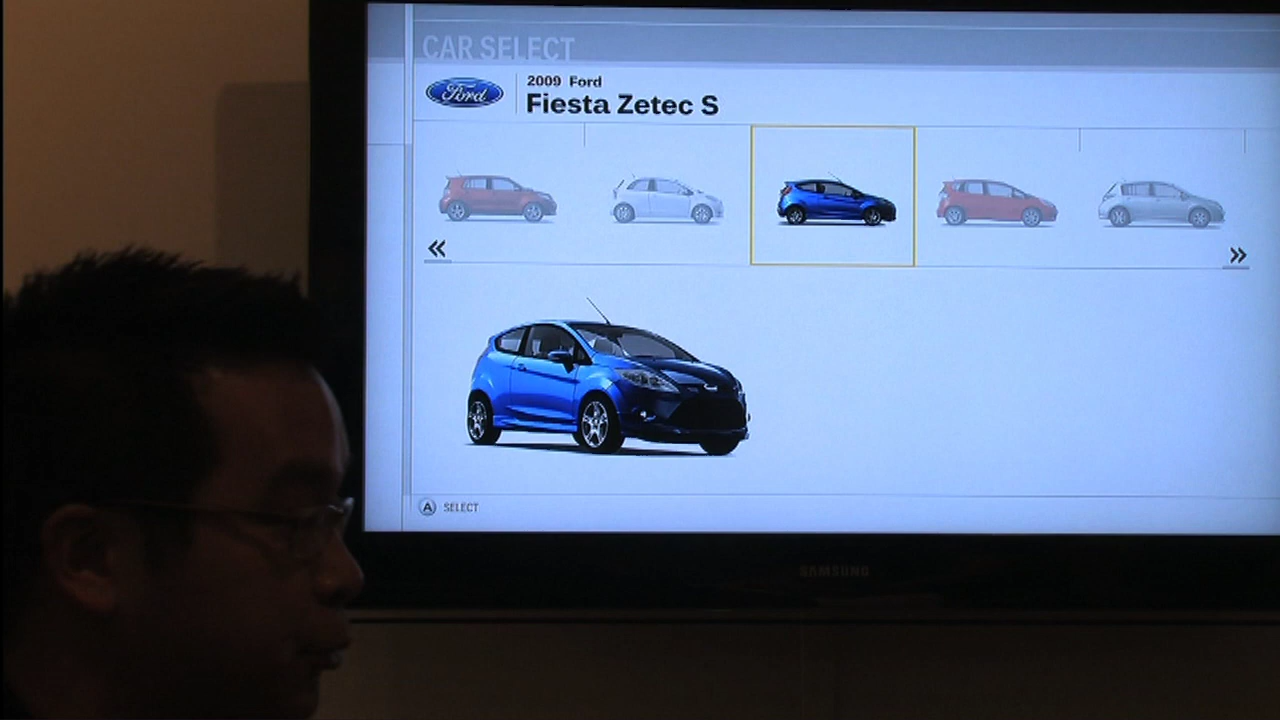 CAR SELECT
Ford
2009 Ford
Fiesta Zetec S
A SELECT
SAMSUNG